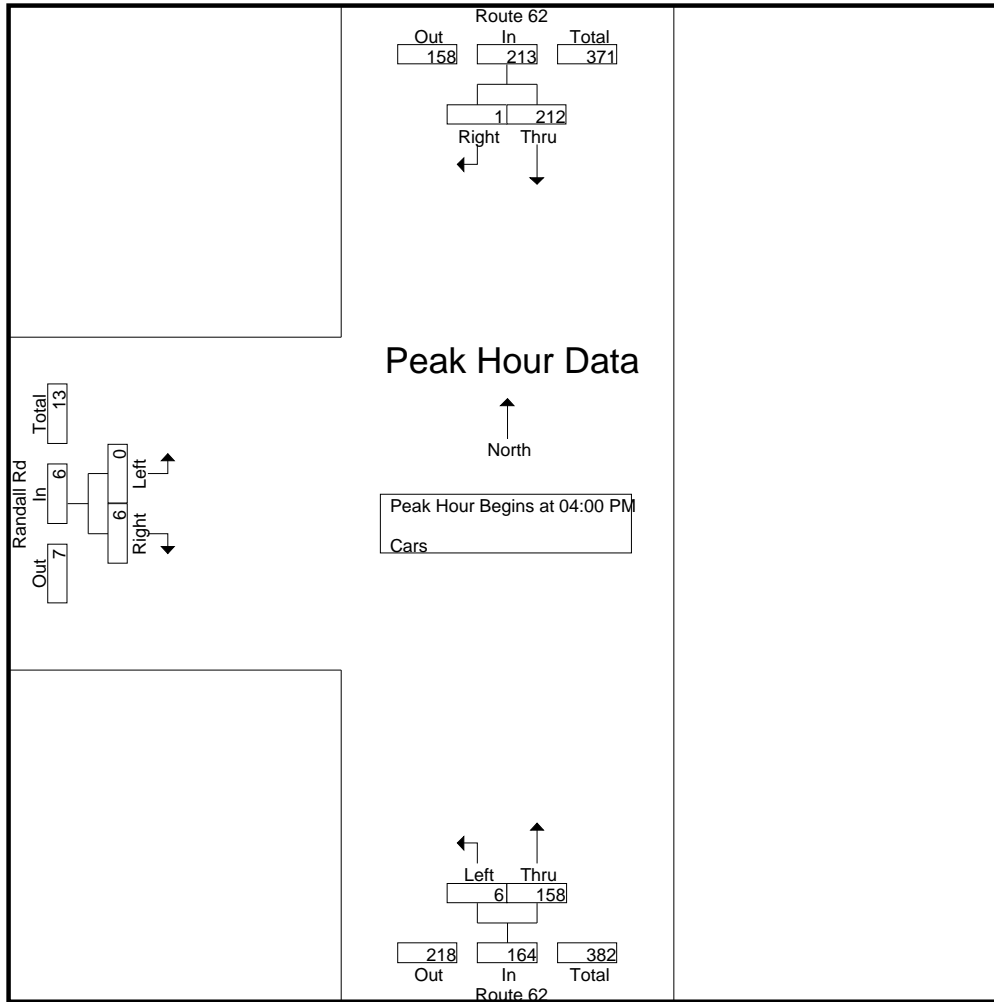 Route 62
Out In Total
158 213 371
1 212
Right Thru
Peak Hour Data
North
Peak Hour Begins at 04:00 PM
Cars
Randall Rd
Out In Total
7 6 13
Right Left
6 0
Left Thru
6 158
218 164 382
Out In Total
Route 62